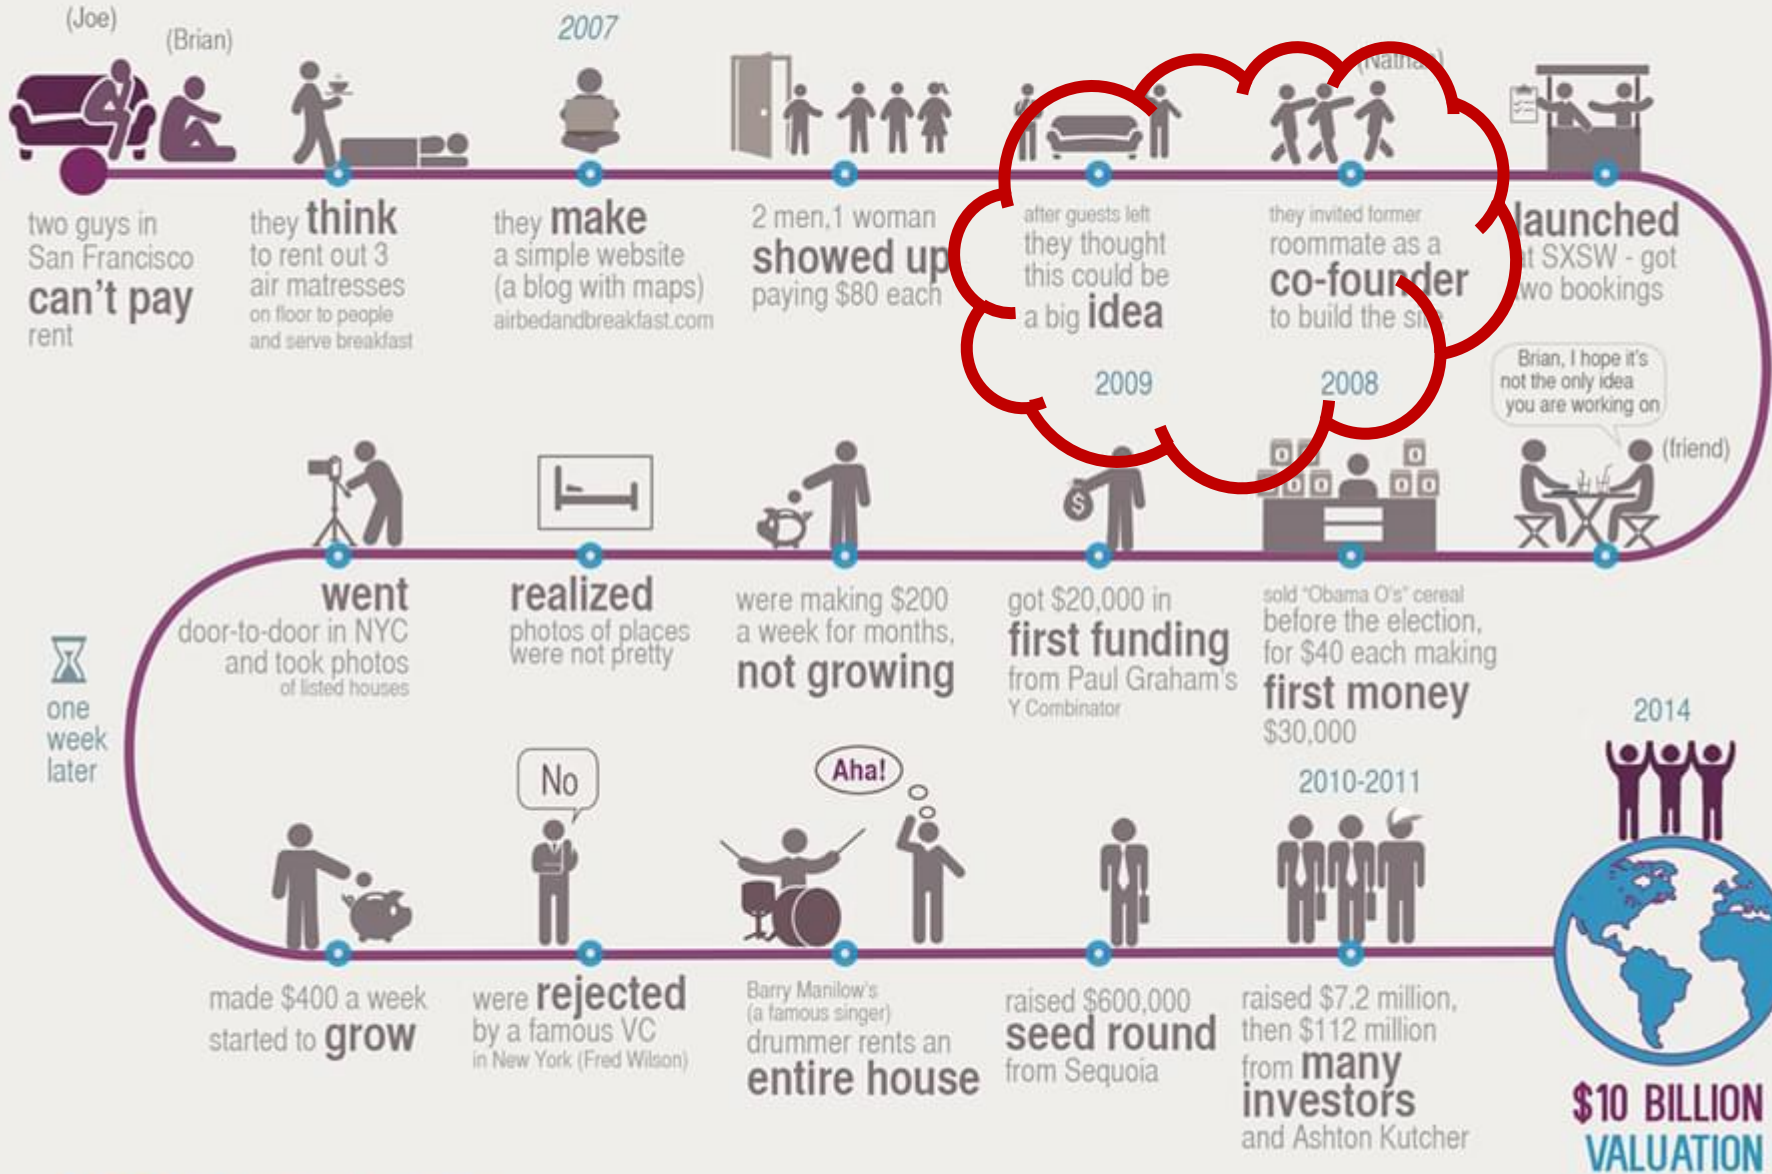 (Joe)
(Brian)
two guys in
San Francisco
can't pay
rent
they think
to rent out 3
air matresses
on floor to people
and serve breakfast
2007
they make
a simple website
(a blog with maps)
airbedandbreakfast.com
2 men,1 woman
showed up
paying $80 each
after guests left
they thought
this could be
a big idea
(Nathan)
they invited former
roommate as a
co-founder
to build the site
launched
at SXSW - got
two bookings
Brian, I hope it's
not the only idea
you are working on
(friend)
2008
sold "Obama O's" cereal
before the election,
for $40 each making
first money
$30,000
2009
got $20,000 in
first funding
from Paul Graham's
Y Combinator
were making $200
a week for months,
not growing
realized
photos of places
were not pretty
went
door-to-door in NYC
and took photos
of listed houses
one
week
later
made $400 a week
started to grow
No
were rejected
by a famous VC
in New York (Fred Wilson)
Aha!
Barry Manilow's
(a famous singer)
drummer rents an
entire house
raised $600,000
seed round
from Sequoia
2010-2011
raised $7.2 million,
then $112 million
from many
investors
and Ashton Kutcher
2014
$10 BILLION
VALUATION